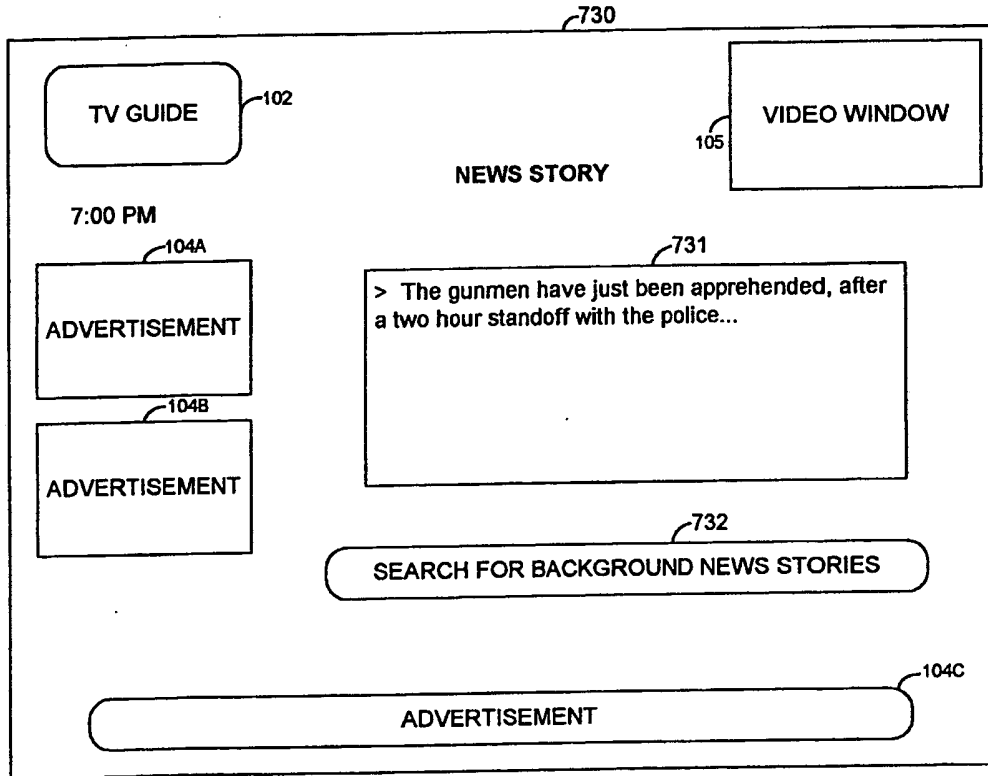 730
TV GUIDE
102
105
VIDEO WINDOW
NEWS STORY
7:00 PM
104A
ADVERTISEMENT
731
> The gunmen have just been apprehended, after
a two hour standoff with the police...
104B
ADVERTISEMENT
732
SEARCH FOR BACKGROUND NEWS STORIES
104C
ADVERTISEMENT